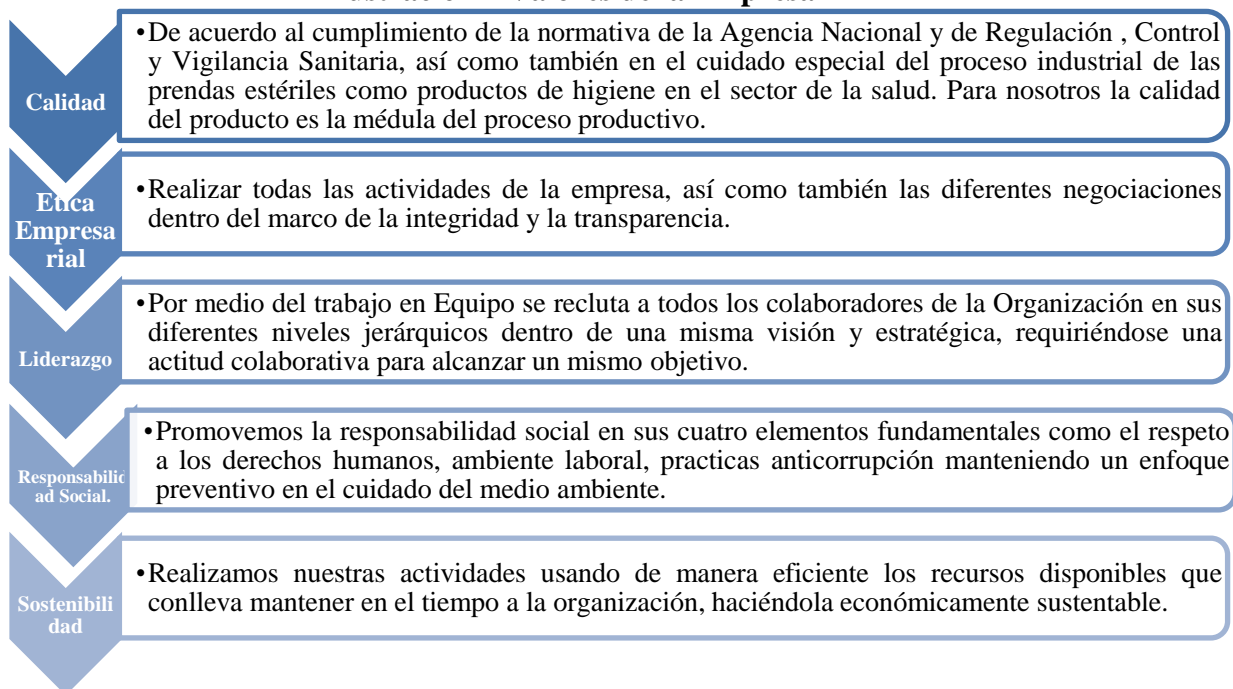 Calidad
•De acuerdo al cumplimiento de la normativa de la Agencia Nacional y de Regulación , Control
y Vigilancia Sanitaria, así como también en el cuidado especial del proceso industrial de las
prendas estériles como productos de higiene en el sector de la salud. Para nosotros la calidad
del producto es la médula del proceso productivo.
Etica
Empresa
rial
•Realizar todas las actividades de la empresa, así como también las diferentes negociaciones
dentro del marco de la integridad y la transparencia.
Liderazgo
•Por medio del trabajo en Equipo se recluta a todos los colaboradores de la Organización en sus
diferentes niveles jerárquicos dentro de una misma visión y estratégica, requiriéndose una
actitud colaborativa para alcanzar un mismo objetivo.
Responsabilid
ad Social.
•Promovemos la responsabilidad social en sus cuatro elementos fundamentales como el respeto
a los derechos humanos, ambiente laboral, practicas anticorrupción manteniendo un enfoque
preventivo en el cuidado del medio ambiente.
Sostenibili
dad
•Realizamos nuestras actividades usando de manera eficiente los recursos disponibles que
conlleva mantener en el tiempo a la organización, haciéndola económicamente sustentable.